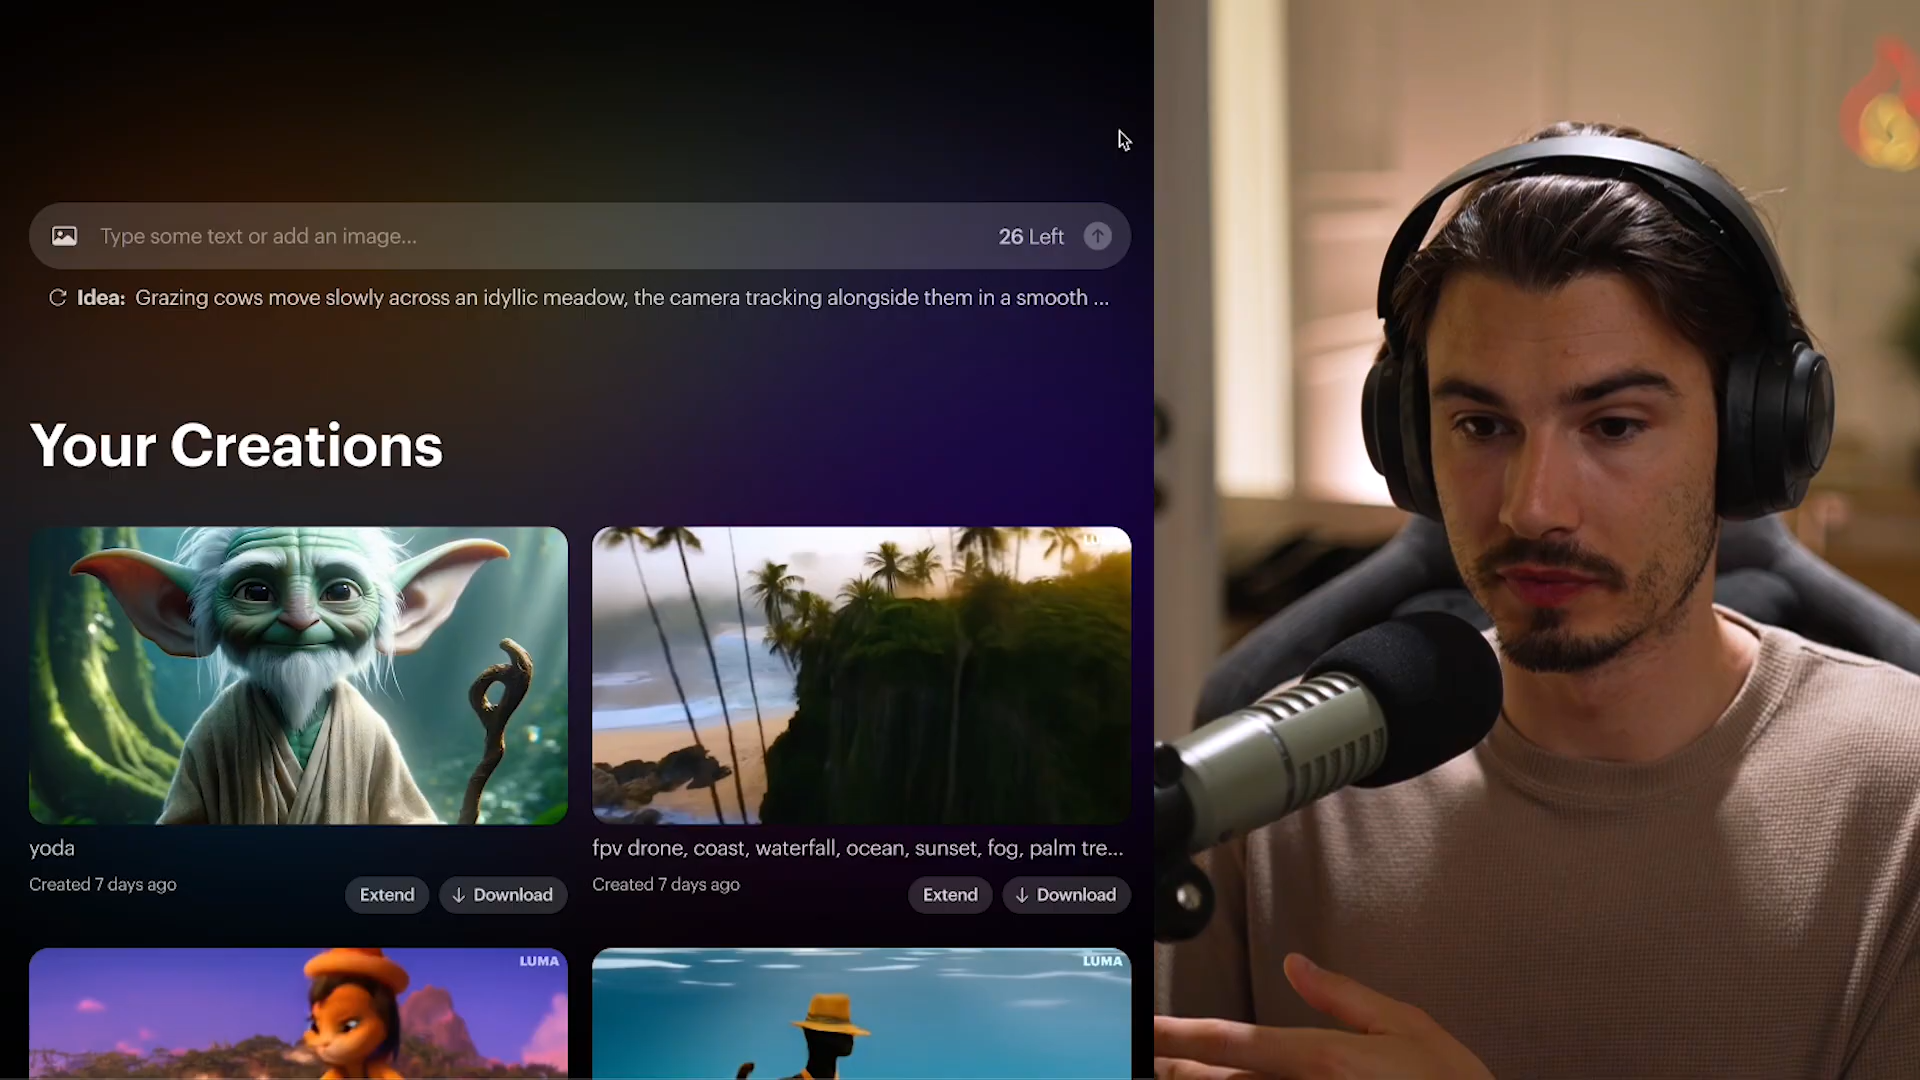 Type some text or add an image...
26 Left
Idea: Grazing cows move slowly across an idyllic meadow, the camera tracking alongside them in a smooth ...
Your Creations
yoda
Created 7 days ago
Extend
Download
fpv drone, coast, waterfall, ocean, sunset, fog, palm tre...
Created 7 days ago
Extend
Download
LUMA
LUMA